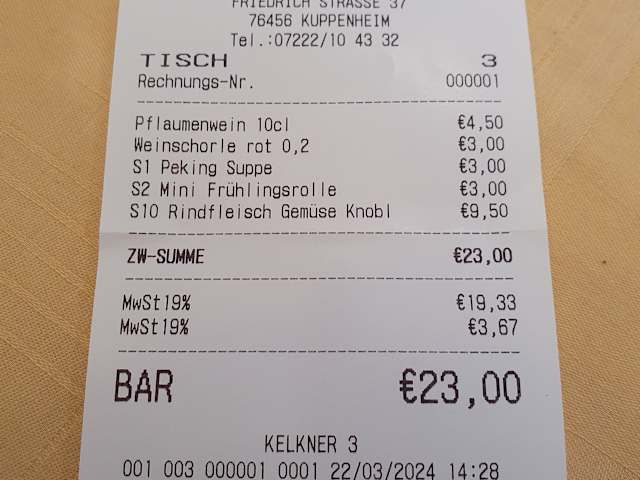 FRIEDRICH STRASSE 37
76456 KUPPENHEIM
Tel.:07222/10 43 32
TISCH 3
Rechnungs-Nr. 000001
Pflaumenwein 10cl €4,50
Weinschorle rot 0,2 €3,00
S1 Peking Suppe €3,00
S2 Mini Frühlingsrolle €3,00
S10 Rindfleisch Gemüse Knobl €9,50
ZW-SUMME €23,00
MwSt19% €19,33
MwSt19% €3,67
BAR €23,00
KELKNER 3
001 003 000001 0001 22/03/2024 14:28